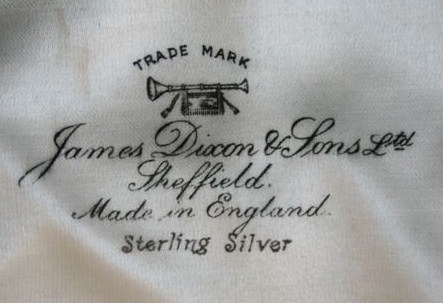 TRADE MARK
James Dixon & Sons Ltd
Sheffield.
Made in England.
Sterling Silver